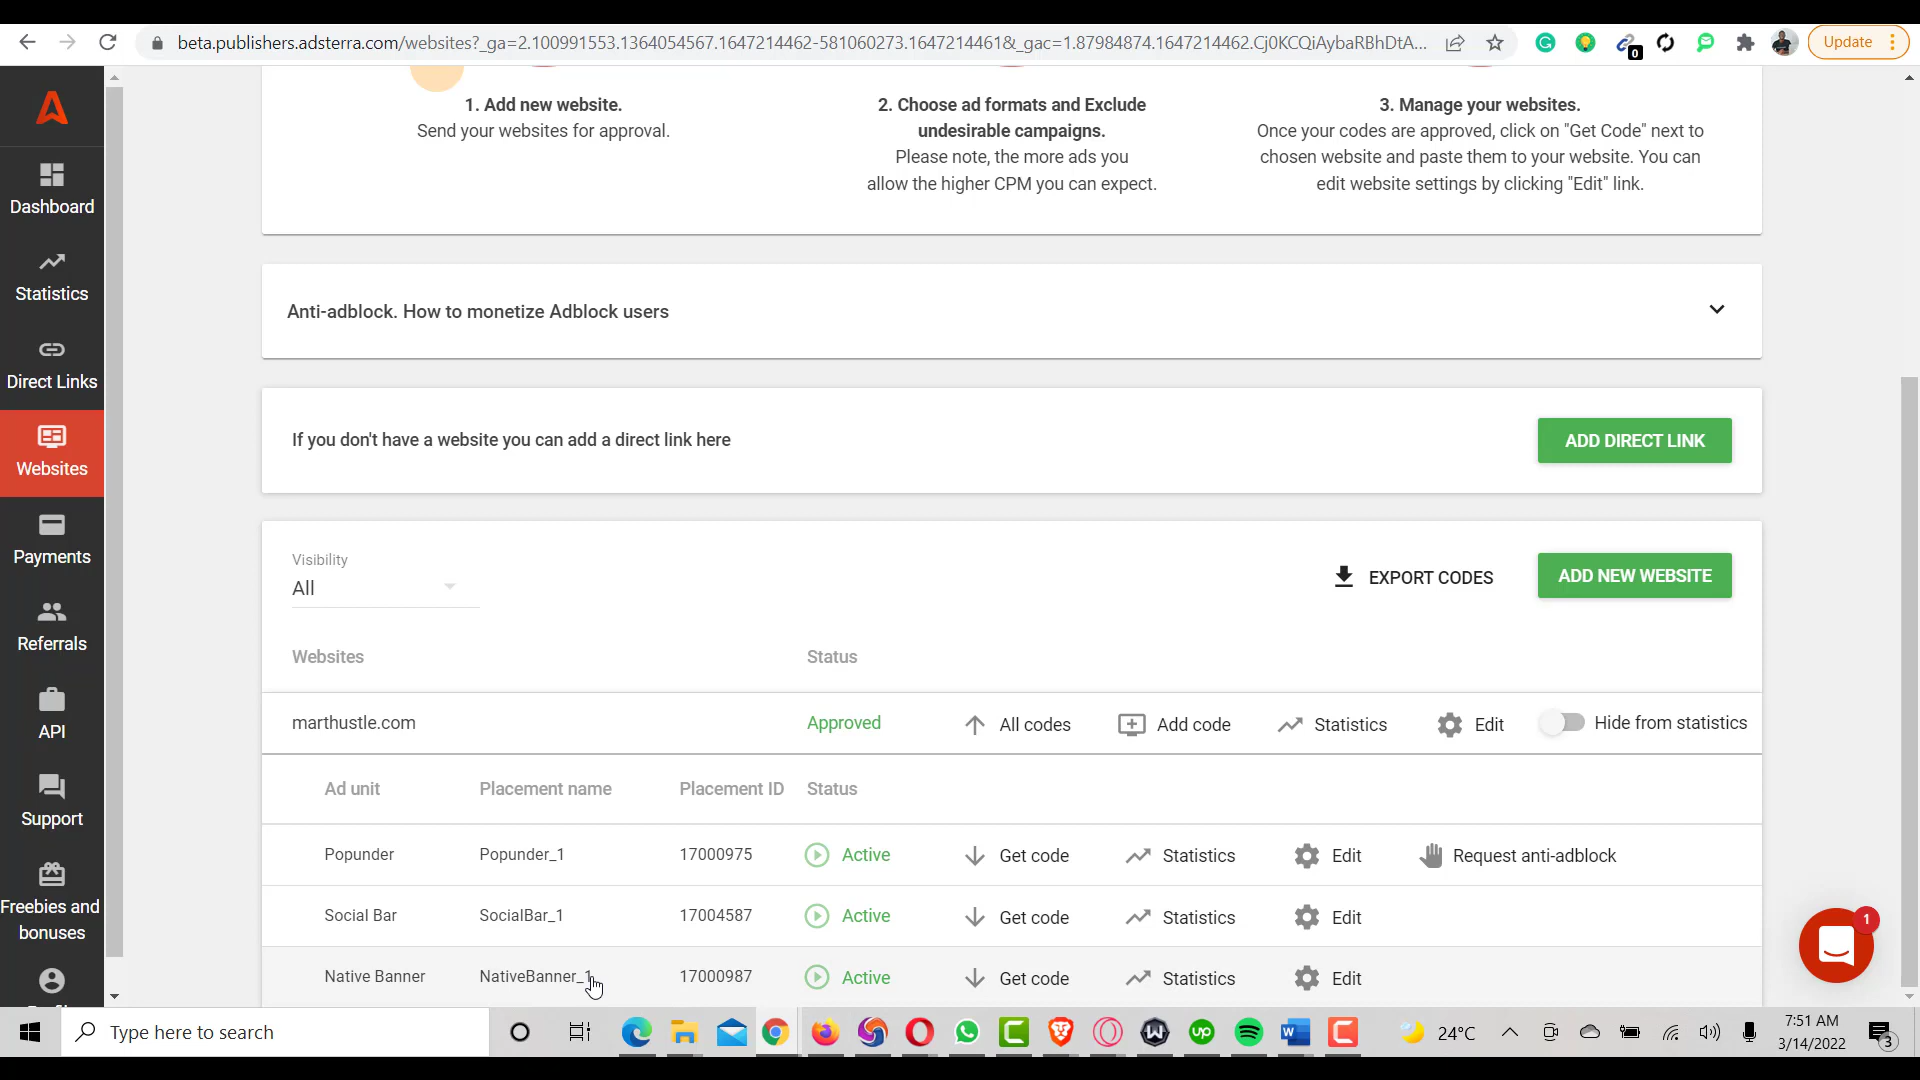 beta.publishers.adsterra.com/websites?_ga=2.100991553.1364054567.1647214462-581060273.1647214461&_gac=1.87984874.1647214462.Cj0KCQiAybaRBhDtA...
0
Update
Dashboard
Statistics
Direct Links
Websites
Payments
Referrals
API
Support
Freebies and
bonuses
1. Add new website.
Send your websites for approval.
2. Choose ad formats and Exclude
undesirable campaigns.
Please note, the more ads you
allow the higher CPM you can expect.
3. Manage your websites.
Once your codes are approved, click on "Get Code" next to
chosen website and paste them to your website. You can
edit website settings by clicking "Edit" link.
Anti-adblock. How to monetize Adblock users
If you don't have a website you can add a direct link here
ADD DIRECT LINK
Visibility
All
EXPORT CODES
ADD NEW WEBSITE
Websites Status
marthustle.com Approved All codes Add code Statistics Edit Hide from statistics
Ad unit Placement name Placement ID Status
Popunder Popunder_1 17000975 Active Get code Statistics Edit Request anti-adblock
Social Bar SocialBar_1 17004587 Active Get code Statistics Edit
Native Banner NativeBanner_1 17000987 Active Get code Statistics Edit
1
Type here to search
24°C
7:51 AM
3/14/2022
3